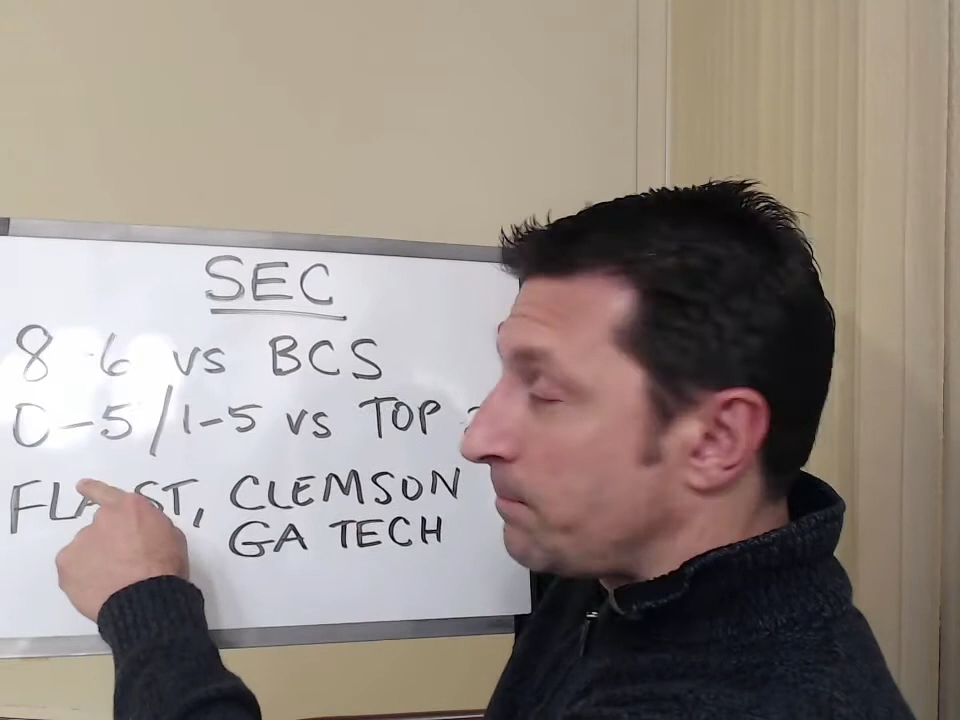 SEC
8-6 vs BCS
0-5/1-5 vs TOP
FLA ST, CLEMSON
GA TECH